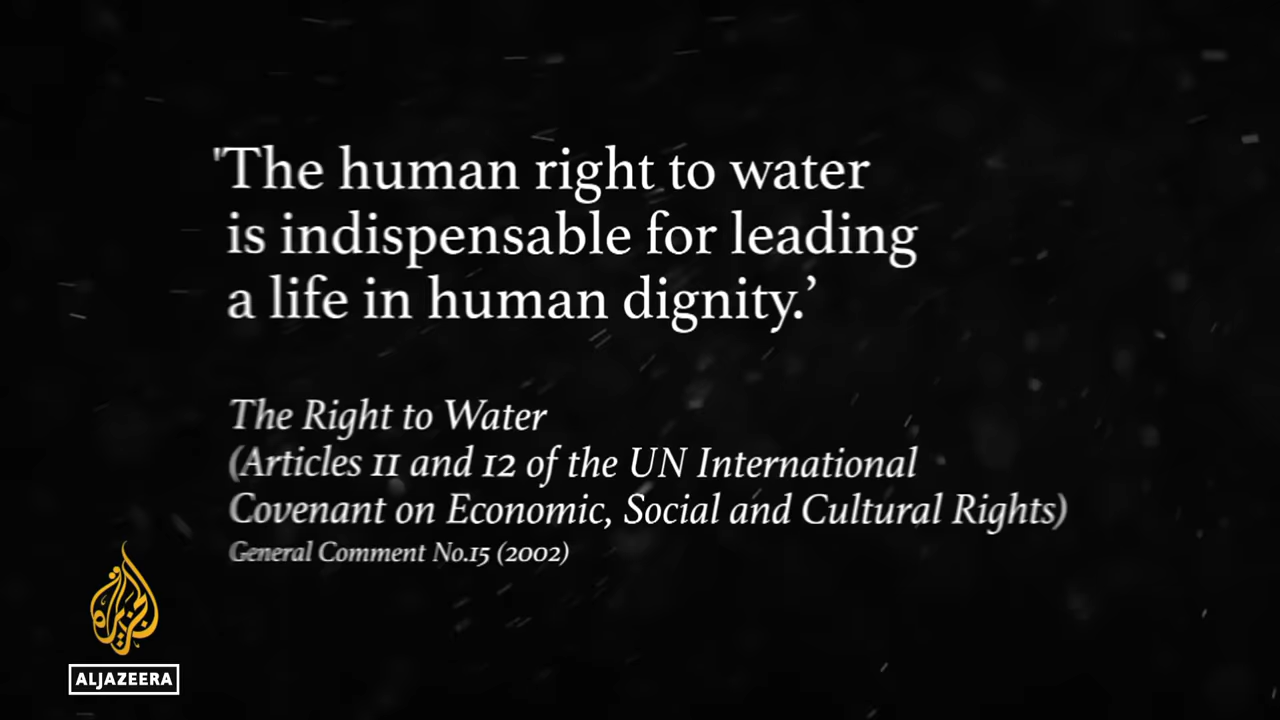 'The human right to water
is indispensable for leading
a life in human dignity.’
The Right to Water
(Articles 11 and 12 of the UN International
Covenant on Economic, Social and Cultural Rights)
General Comment No.15 (2002)
الجزيرة
ALJAZEERA